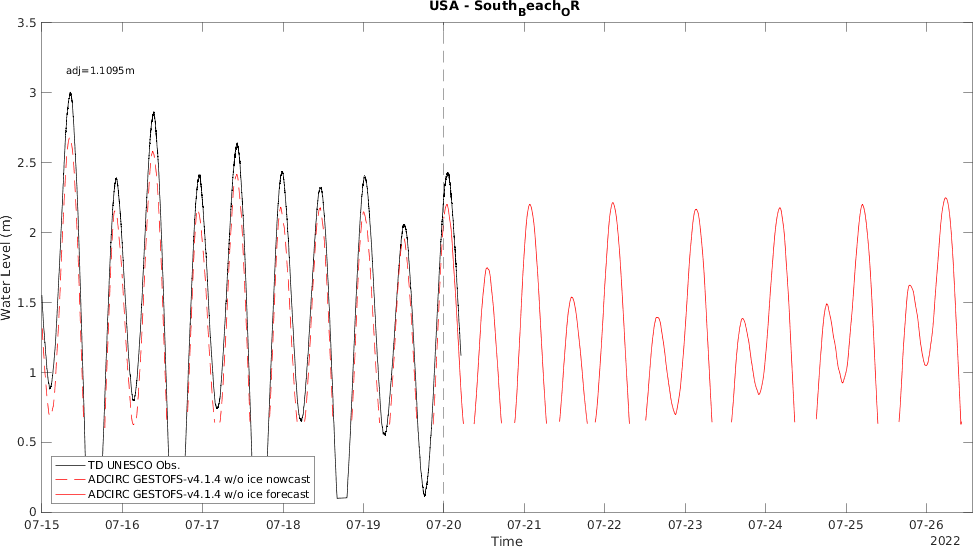 USA - South_Beach_OR
adj=1.1095m
Water Level (m)
3.5
3
2.5
2
1.5
1
0.5
0
TD UNESCO Obs.
ADCIRC GESTOFS-v4.1.4 w/o ice nowcast
ADCIRC GESTOFS-v4.1.4 w/o ice forecast
07-15 07-16 07-17 07-18 07-19 07-20 07-21 07-22 07-23 07-24 07-25 07-26
Time
2022